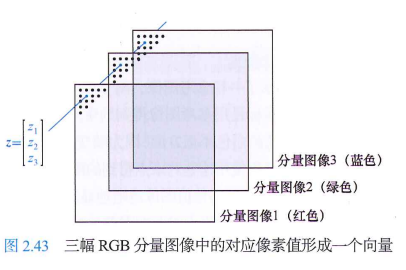 z=[z1 z2 z3]
分量图像3（蓝色）
分量图像2（绿色）
分量图像1（红色）
图 2.43 三幅 RGB 分量图像中的对应像素值形成一个向量